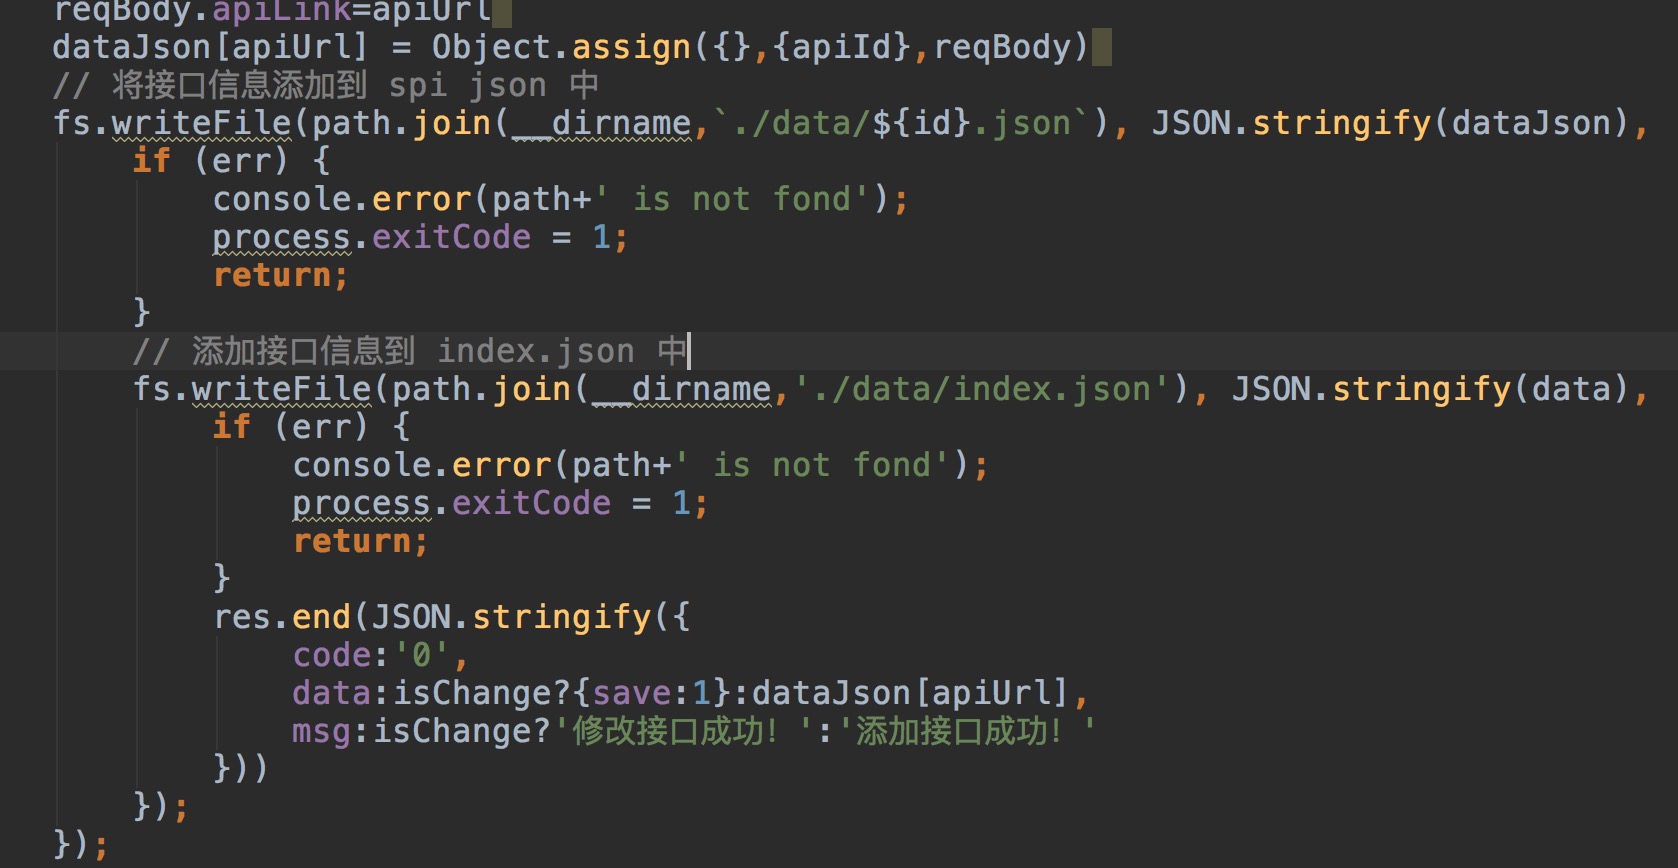 reqBody.apiLink=apiUrl
dataJson[apiUrl] = Object.assign({},{apiId},reqBody)
// 将接口信息添加到 spi json 中
fs.writeFile(path.join(__dirname,`./data/${id}.json`), JSON.stringify(dataJson),
if (err) {
console.error(path+' is not fond');
process.exitCode = 1;
return;
}
// 添加接口信息到 index.json 中
fs.writeFile(path.join(__dirname,'./data/index.json'), JSON.stringify(data),
if (err) {
console.error(path+' is not fond');
process.exitCode = 1;
return;
}
res.end(JSON.stringify({
code:'0',
data:isChange?{save:1}:dataJson[apiUrl],
msg:isChange?'修改接口成功！':'添加接口成功！'
}))
});
});